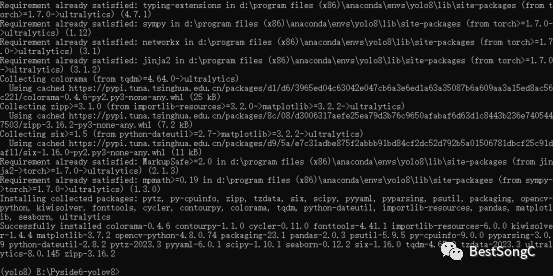 Requirement already satisfied: typing-extensions in d:\program files (x86)\anaconda\envs\yolo8\lib\site-packages (from torch>
=1.7.0->ultralytics) (4.7.1)
Requirement already satisfied: sympy in d:\program files (x86)\anaconda\envs\yolo8\lib\site-packages (from torch>=1.7.0->
ultralytics) (1.12)
Requirement already satisfied: networkx in d:\program files (x86)\anaconda\envs\yolo8\lib\site-packages (from torch>=1.7.
0->ultralytics) (3.1)
Requirement already satisfied: jinja2 in d:\program files (x86)\anaconda\envs\yolo8\lib\site-packages (from torch>=1.7.0
->ultralytics) (3.1.2)
Collecting colorama (from tqdm>=4.64.0->ultralytics)
Using cached https://pypi.tuna.tsinghua.edu.cn/packages/d1/d6/3965ed04c63042e047cb6a3e6ed1a63a35087b6a609aa3a15ed8ac56
c221/colorama-0.4.6-py2.py3-none-any.whl (25 kB)
Collecting zipp>=3.1.0 (from importlib-resources>=3.2.0->matplotlib>=3.2.2->ultralytics)
Using cached https://pypi.tuna.tsinghua.edu.cn/packages/8c/08/d3006317aefe25ea79d3b76c9650afabaf6d63d1c8443b236e740544
7503/zipp-3.16.2-py3-none-any.whl (7.2 kB)
Collecting six>=1.5 (from python-dateutil>=2.7->matplotlib>=3.2.2->ultralytics)
Using cached https://pypi.tuna.tsinghua.edu.cn/packages/d9/5a/e7c31adbe875f2abbb91bd84cf2dc52d792b5a01506781dbcf25c91d
af11/six-1.16.0-py2.py3-none-any.whl (11 kB)
Requirement already satisfied: MarkupSafe>=2.0 in d:\program files (x86)\anaconda\envs\yolo8\lib\site-packages (from jin
ja2->torch>=1.7.0->ultralytics) (2.1.3)
Requirement already satisfied: mpmath>=0.19 in d:\program files (x86)\anaconda\envs\yolo8\lib\site-packages (from sympy->
torch>=1.7.0->ultralytics) (1.3.0)
Installing collected packages: pytz, py-cpuinfo, zipp, tzdata, six, scipy, pyyaml, pyparsing, psutil, packaging, opencv-
python, kiwisolver, fonttools, cycler, contourpy, colorama, tqdm, python-dateutil, importlib-resources, pandas, matplotl
ib, seaborn, ultralytics
Successfully installed colorama-0.4.6 contourpy-1.1.0 cycler-0.11.0 fonttools-4.41.1 importlib-resources-6.0.0 kiwisolve
r-1.4.4 matplotlib-3.7.2 opencv-python-4.8.0.74 packaging-23.1 pandas-2.0.3 psutil-5.9.5 py-cpuinfo-9.0.0 pyparsing-3.0.
9 python-dateutil-2.8.2 pytz-2023.3 pyyaml-6.0.1 scipy-1.10.1 seaborn-0.12.2 six-1.16.0 tqdm-4.65 tzdata-2023.3 ultralyt
ics-8.0.145 zipp-3.16.2
(yolo8) E:\Pyside6-yolov8>
BestSongC